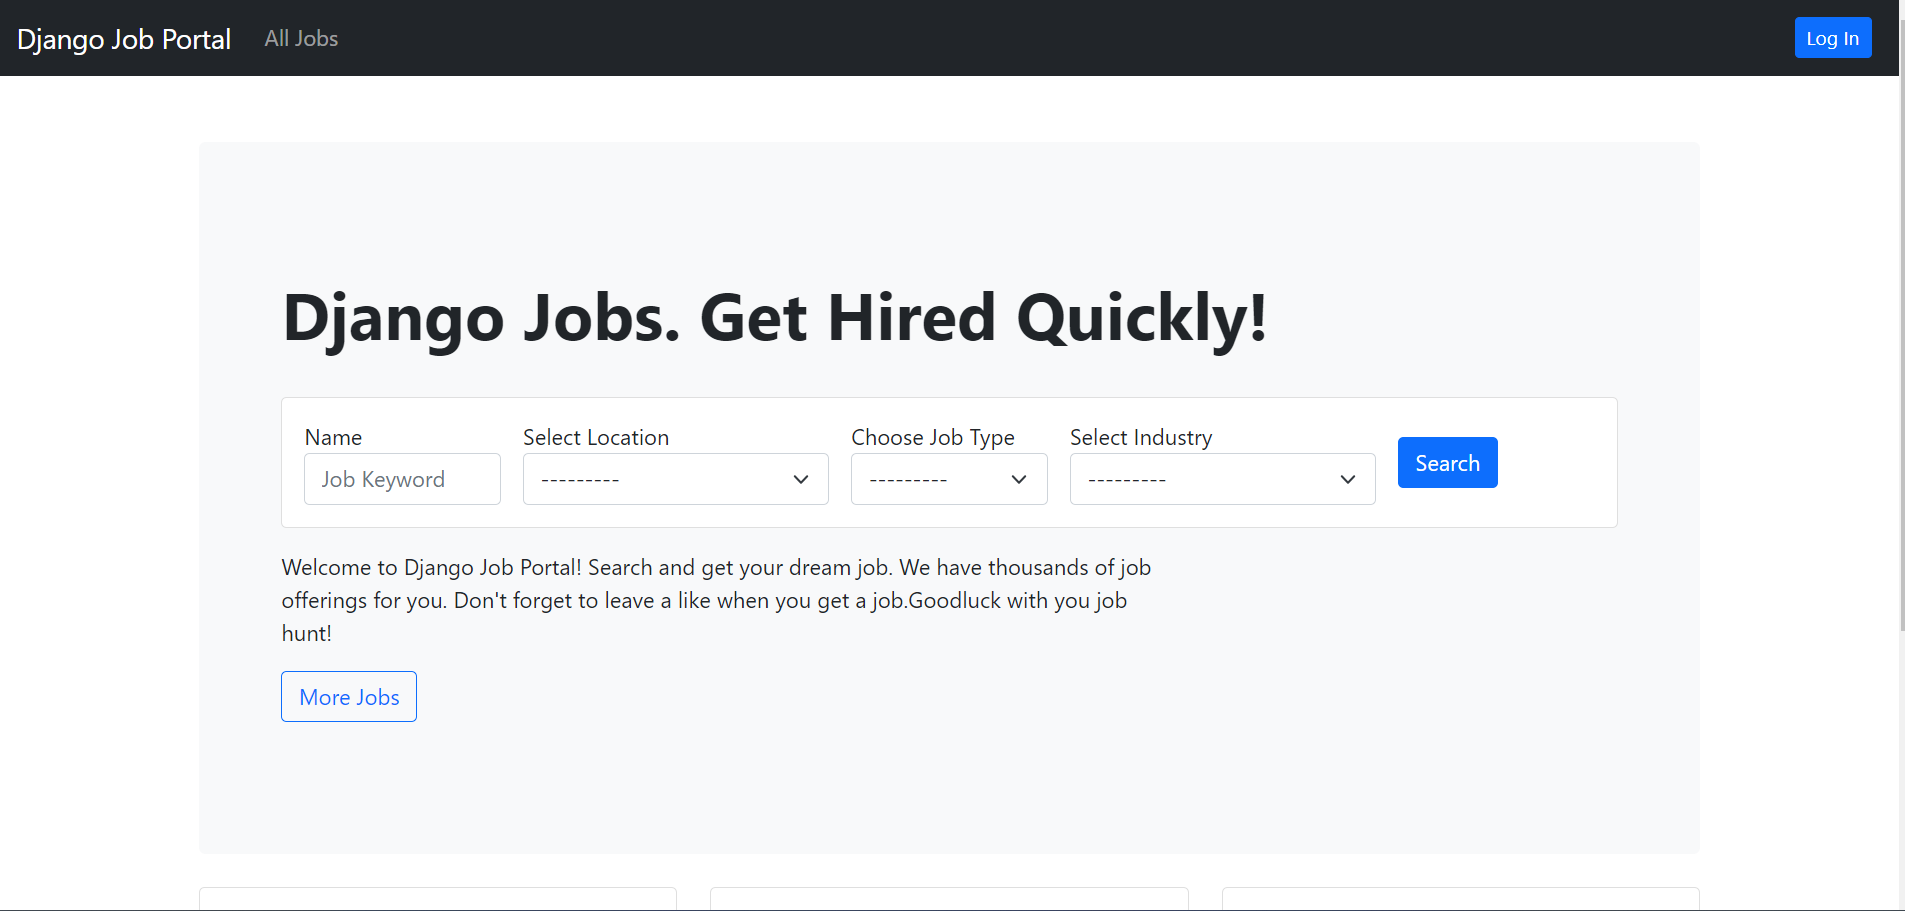 Django Job Portal All Jobs Log In
Django Jobs. Get Hired Quickly!
Name Select Location Choose Job Type Select Industry
Job Keyword --------- --------- --------- Search
Welcome to Django Job Portal! Search and get your dream job. We have thousands of job
offerings for you. Don't forget to leave a like when you get a job.Goodluck with you job
hunt!
More Jobs